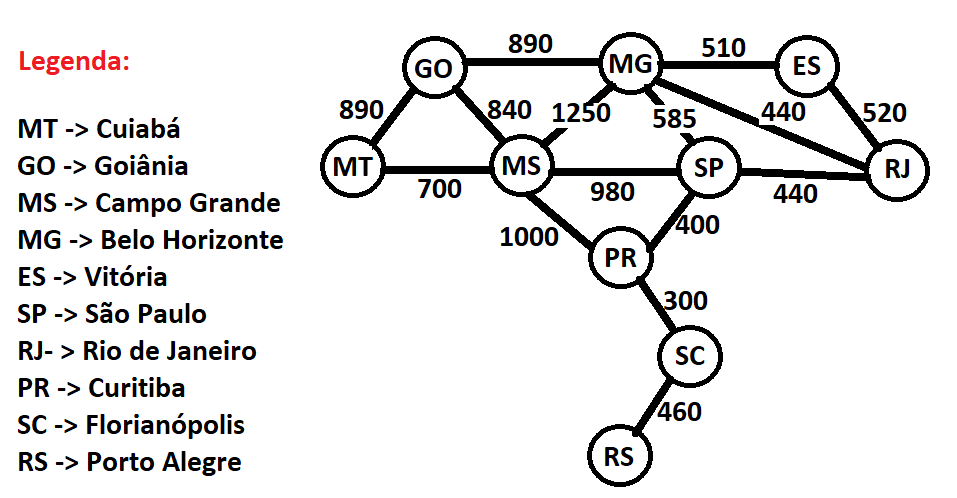 Legenda:
MT -> Cuiabá
GO -> Goiânia
MS -> Campo Grande
MG -> Belo Horizonte
ES -> Vitória
SP -> São Paulo
RJ- > Rio de Janeiro
PR -> Curitiba
SC -> Florianópolis
RS -> Porto Alegre
890
510
GO
MG
ES
890
840
1250
585
440
520
MT
MS
SP
RJ
700
980
440
1000
400
PR
300
SC
460
RS